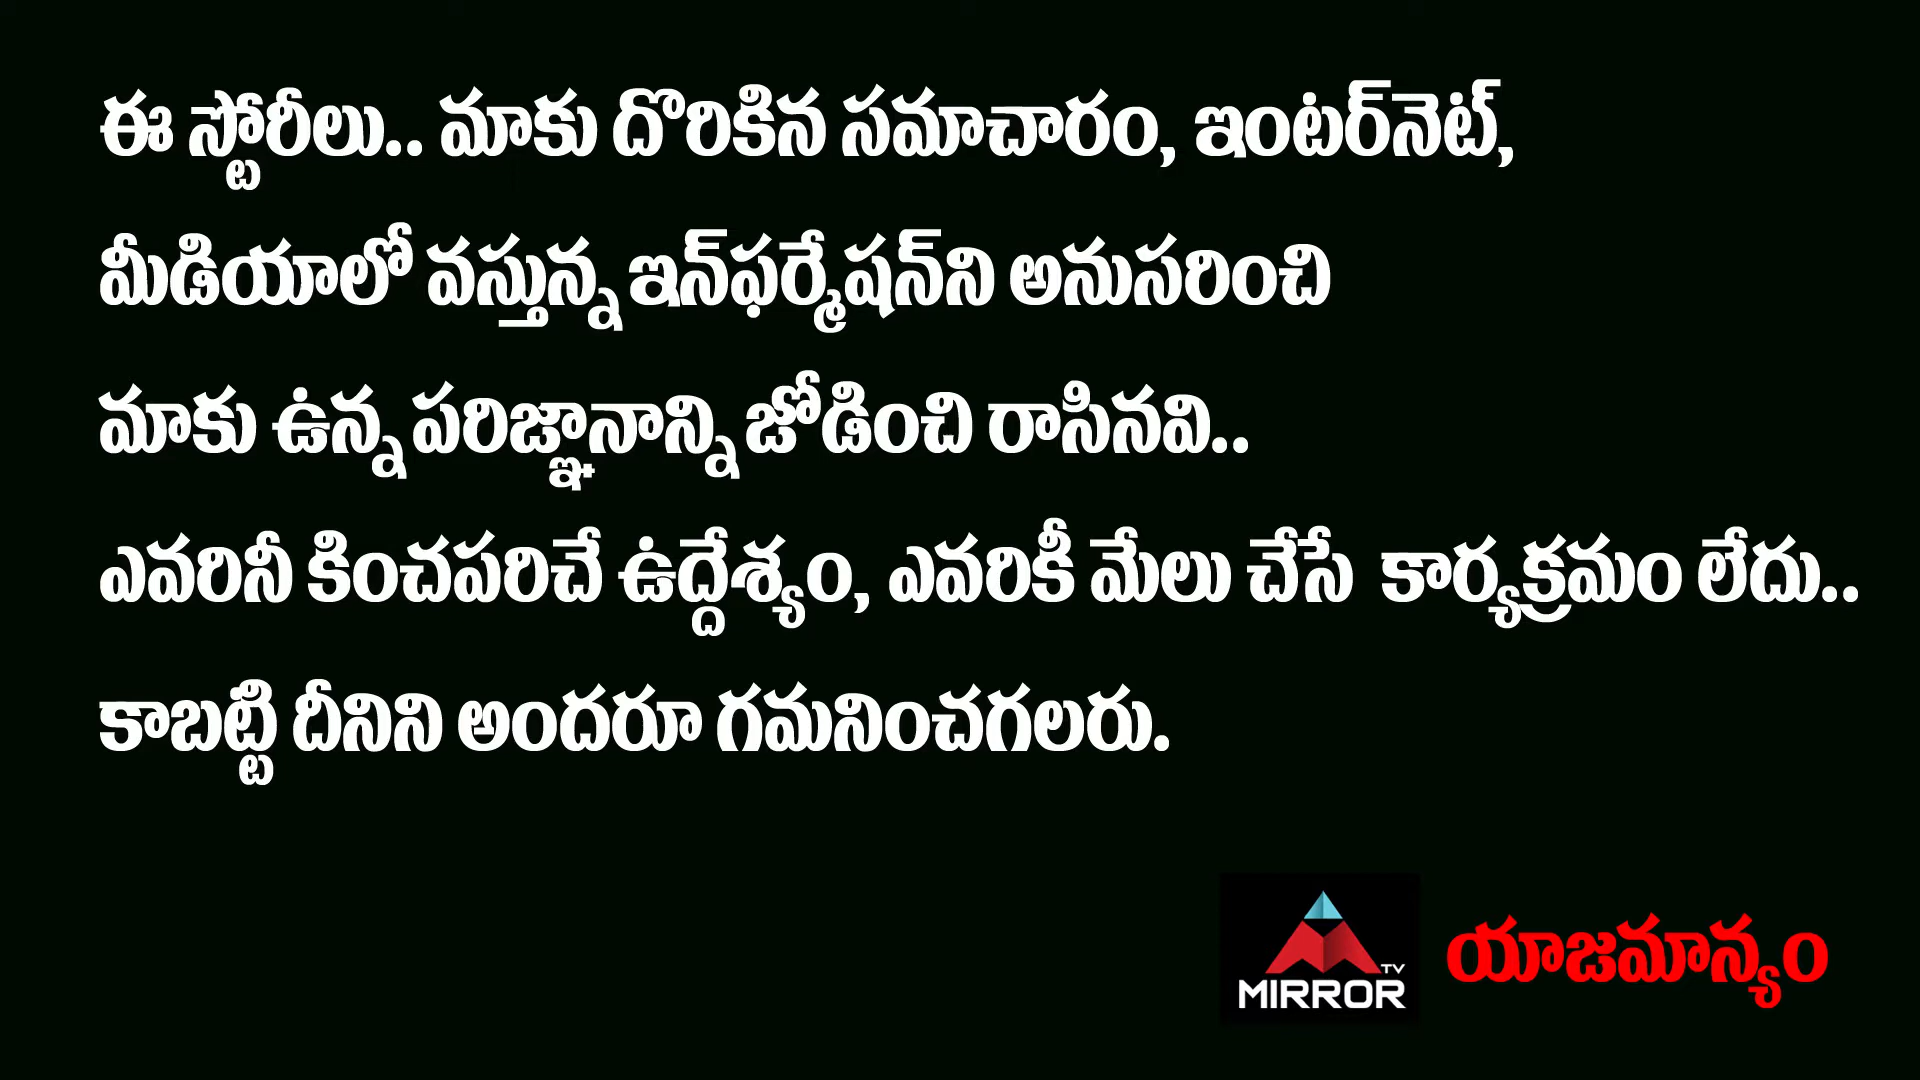 ఈ స్టోరీలు.. మాకు దొరికిన సమాచారం, ఇంటర్‌నెట్,
మీడియాలో వస్తున్న ఇన్‌ఫర్మేషన్‌ని అనుసరించి
మాకు ఉన్న పరిజ్ఞానాన్ని జోడించి రాసినవి..
ఎవరినీ కించపరిచే ఉద్దేశ్యం, ఎవరికీ మేలు చేసే కార్యక్రమం లేదు..
కాబట్టి దీనిని అందరూ గమనించగలరు.
TV
MIRROR
యాజమాన్యం